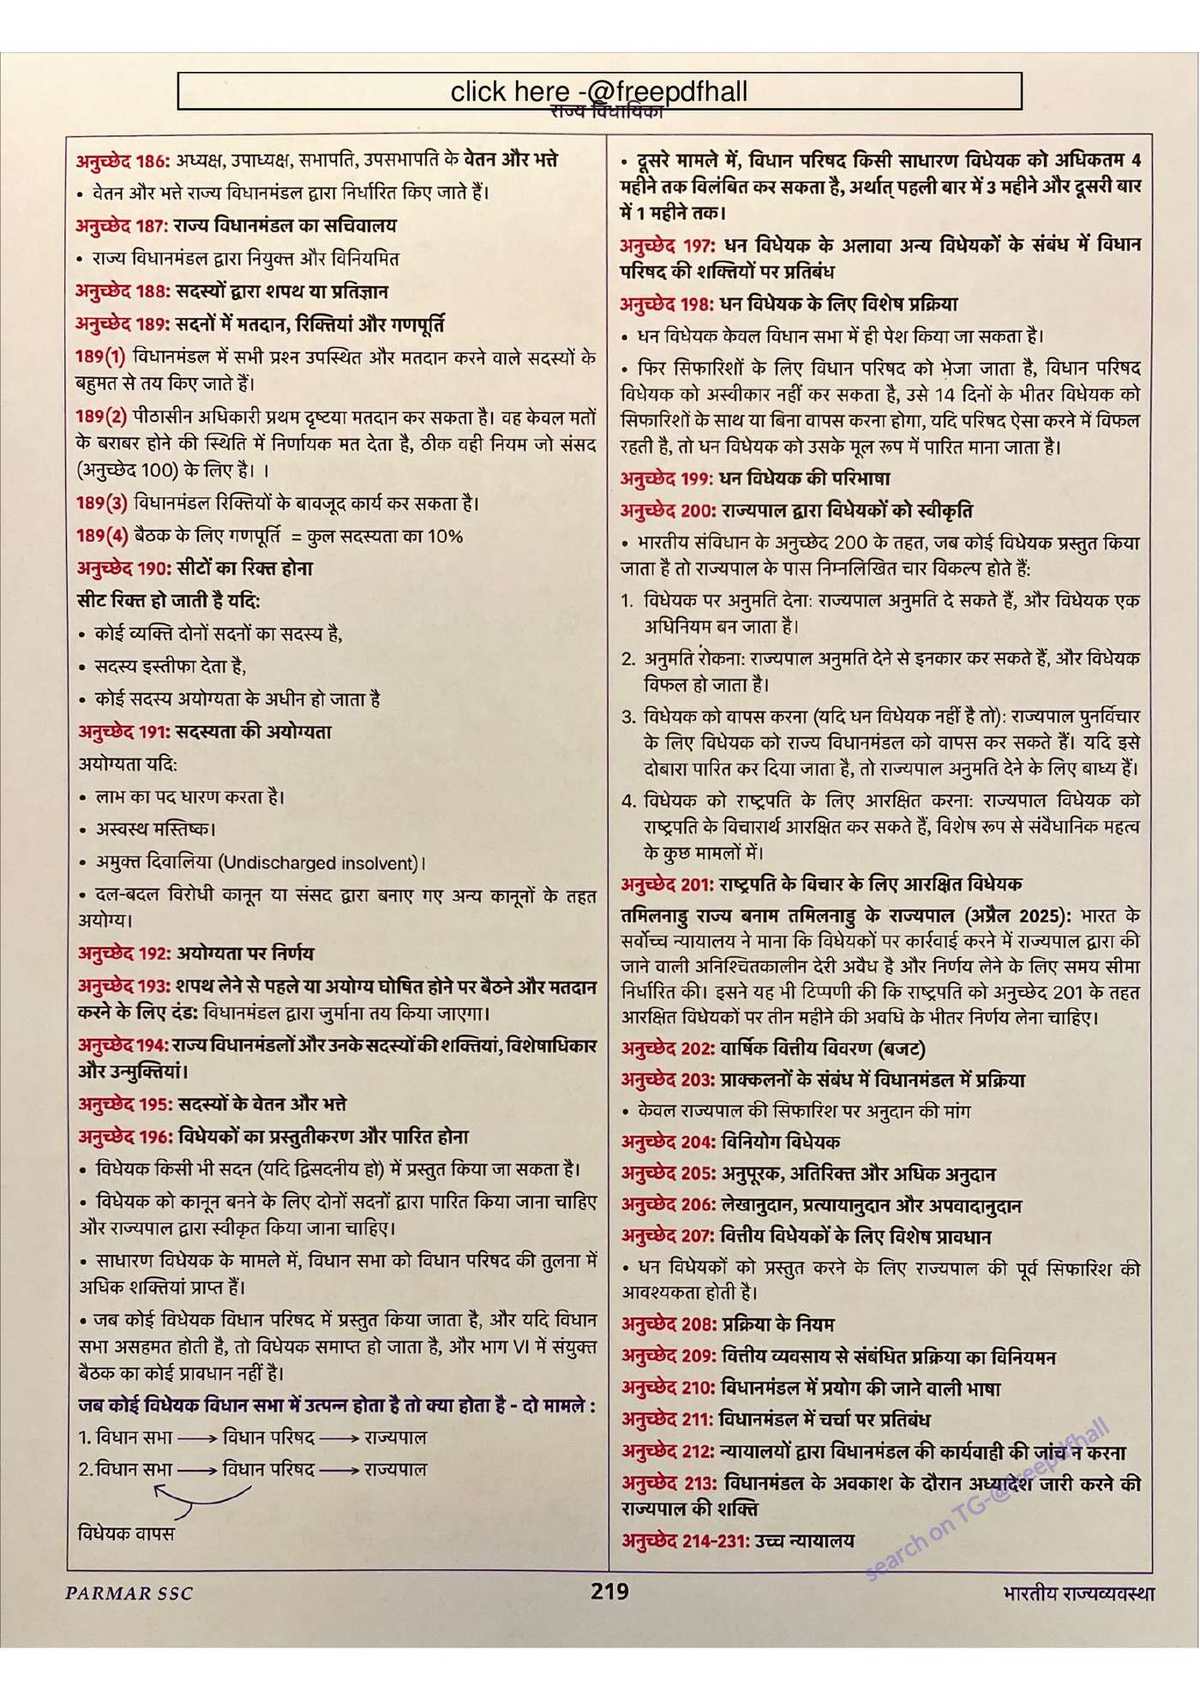 click here -@freepdfhall
राज्य विधायिका
अनुच्छेद 186: अध्यक्ष, उपाध्यक्ष, सभापति, उपसभापति के वेतन और भत्ते
• वेतन और भत्ते राज्य विधानमंडल द्वारा निर्धारित किए जाते हैं।
अनुच्छेद 187: राज्य विधानमंडल का सचिवालय
• राज्य विधानमंडल द्वारा नियुक्त और विनियमित
अनुच्छेद 188: सदस्यों द्वारा शपथ या प्रतिज्ञान
अनुच्छेद 189: सदनों में मतदान, रिक्तियां और गणपूर्ति
189(1) विधानमंडल में सभी प्रश्न उपस्थित और मतदान करने वाले सदस्यों के
बहुमत से तय किए जाते हैं।
189(2) पीठासीन अधिकारी प्रथम दृष्टया मतदान कर सकता है। वह केवल मतों
के बराबर होने की स्थिति में निर्णायक मत देता है, ठीक वही नियम जो संसद
(अनुच्छेद 100) के लिए है। ।
189(3) विधानमंडल रिक्तियों के बावजूद कार्य कर सकता है।
189(4) बैठक के लिए गणपूर्ति = कुल सदस्यता का 10%
अनुच्छेद 190: सीटों का रिक्त होना
सीट रिक्त हो जाती है यदि:
• कोई व्यक्ति दोनों सदनों का सदस्य है,
• सदस्य इस्तीफा देता है,
• कोई सदस्य अयोग्यता के अधीन हो जाता है
अनुच्छेद 191: सदस्यता की अयोग्यता
अयोग्यता यदि:
• लाभ का पद धारण करता है।
• अस्वस्थ मस्तिष्क।
• अमुक्त दिवालिया (Undischarged insolvent)।
• दल-बदल विरोधी कानून या संसद द्वारा बनाए गए अन्य कानूनों के तहत
अयोग्य।
अनुच्छेद 192: अयोग्यता पर निर्णय
अनुच्छेद 193: शपथ लेने से पहले या अयोग्य घोषित होने पर बैठने और मतदान
करने के लिए दंड: विधानमंडल द्वारा जुर्माना तय किया जाएगा।
अनुच्छेद 194: राज्य विधानमंडलों और उनके सदस्यों की शक्तियां, विशेषाधिकार
और उन्मुक्तियां।
अनुच्छेद 195: सदस्यों के वेतन और भत्ते
अनुच्छेद 196: विधेयकों का प्रस्तुतीकरण और पारित होना
• विधेयक किसी भी सदन (यदि द्विसदनीय हो) में प्रस्तुत किया जा सकता है।
• विधेयक को कानून बनने के लिए दोनों सदनों द्वारा पारित किया जाना चाहिए
और राज्यपाल द्वारा स्वीकृत किया जाना चाहिए।
• साधारण विधेयक के मामले में, विधान सभा को विधान परिषद की तुलना में
अधिक शक्तियां प्राप्त हैं।
• जब कोई विधेयक विधान परिषद में प्रस्तुत किया जाता है, और यदि विधान
सभा असहमत होती है, तो विधेयक समाप्त हो जाता है, और भाग VI में संयुक्त
बैठक का कोई प्रावधान नहीं है।
जब कोई विधेयक विधान सभा में उत्पन्न होता है तो क्या होता है - दो मामले :
1. विधान सभा ⟶ विधान परिषद ⟶ राज्यपाल
2. विधान सभा ⟶ विधान परिषद ⟶ राज्यपाल
विधेयक वापस
• दूसरे मामले में, विधान परिषद किसी साधारण विधेयक को अधिकतम 4
महीने तक विलंबित कर सकता है, अर्थात् पहली बार में 3 महीने और दूसरी बार
में 1 महीने तक।
अनुच्छेद 197: धन विधेयक के अलावा अन्य विधेयकों के संबंध में विधान
परिषद की शक्तियों पर प्रतिबंध
अनुच्छेद 198: धन विधेयक के लिए विशेष प्रक्रिया
• धन विधेयक केवल विधान सभा में ही पेश किया जा सकता है।
• फिर सिफारिशों के लिए विधान परिषद को भेजा जाता है, विधान परिषद
विधेयक को अस्वीकार नहीं कर सकता है, उसे 14 दिनों के भीतर विधेयक को
सिफारिशों के साथ या बिना वापस करना होगा, यदि परिषद ऐसा करने में विफल
रहती है, तो धन विधेयक को उसके मूल रूप में पारित माना जाता है।
अनुच्छेद 199: धन विधेयक की परिभाषा
अनुच्छेद 200: राज्यपाल द्वारा विधेयकों को स्वीकृति
• भारतीय संविधान के अनुच्छेद 200 के तहत, जब कोई विधेयक प्रस्तुत किया
जाता है तो राज्यपाल के पास निम्नलिखित चार विकल्प होते हैं:
1. विधेयक पर अनुमति देना: राज्यपाल अनुमति दे सकते हैं, और विधेयक एक
अधिनियम बन जाता है।
2. अनुमति रोकना: राज्यपाल अनुमति देने से इनकार कर सकते हैं, और विधेयक
विफल हो जाता है।
3. विधेयक को वापस करना (यदि धन विधेयक नहीं है तो): राज्यपाल पुनर्विचार
के लिए विधेयक को राज्य विधानमंडल को वापस कर सकते हैं। यदि इसे
दोबारा पारित कर दिया जाता है, तो राज्यपाल अनुमति देने के लिए बाध्य हैं।
4. विधेयक को राष्ट्रपति के लिए आरक्षित करना: राज्यपाल विधेयक को
राष्ट्रपति के विचारार्थ आरक्षित कर सकते हैं, विशेष रूप से संवैधानिक महत्व
के कुछ मामलों में।
अनुच्छेद 201: राष्ट्रपति के विचार के लिए आरक्षित विधेयक
तमिलनाडु राज्य बनाम तमिलनाडु के राज्यपाल (अप्रैल 2025): भारत के
सर्वोच्च न्यायालय ने माना कि विधेयकों पर कार्रवाई करने में राज्यपाल द्वारा की
जाने वाली अनिश्चितकालीन देरी अवैध है और निर्णय लेने के लिए समय सीमा
निर्धारित की। इसने यह भी टिप्पणी की कि राष्ट्रपति को अनुच्छेद 201 के तहत
आरक्षित विधेयकों पर तीन महीने की अवधि के भीतर निर्णय लेना चाहिए।
अनुच्छेद 202: वार्षिक वित्तीय विवरण (बजट)
अनुच्छेद 203: प्राक्कलनों के संबंध में विधानमंडल में प्रक्रिया
• केवल राज्यपाल की सिफारिश पर अनुदान की मांग
अनुच्छेद 204: विनियोग विधेयक
अनुच्छेद 205: अनुपूरक, अतिरिक्त और अधिक अनुदान
अनुच्छेद 206: लेखानुदान, प्रत्यायानुदान और अपवादानुदान
अनुच्छेद 207: वित्तीय विधेयकों के लिए विशेष प्रावधान
• धन विधेयकों को प्रस्तुत करने के लिए राज्यपाल की पूर्व सिफारिश की
आवश्यकता होती है।
अनुच्छेद 208: प्रक्रिया के नियम
अनुच्छेद 209: वित्तीय व्यवसाय से संबंधित प्रक्रिया का विनियमन
अनुच्छेद 210: विधानमंडल में प्रयोग की जाने वाली भाषा
अनुच्छेद 211: विधानमंडल में चर्चा पर प्रतिबंध
अनुच्छेद 212: न्यायालयों द्वारा विधानमंडल की कार्यवाही की जांच न करना
अनुच्छेद 213: विधानमंडल के अवकाश के दौरान अध्यादेश जारी करने की
राज्यपाल की शक्ति
अनुच्छेद 214-231: उच्च न्यायालय
search on TG-@freepdfhall
PARMAR SSC
219
भारतीय राज्यव्यवस्था